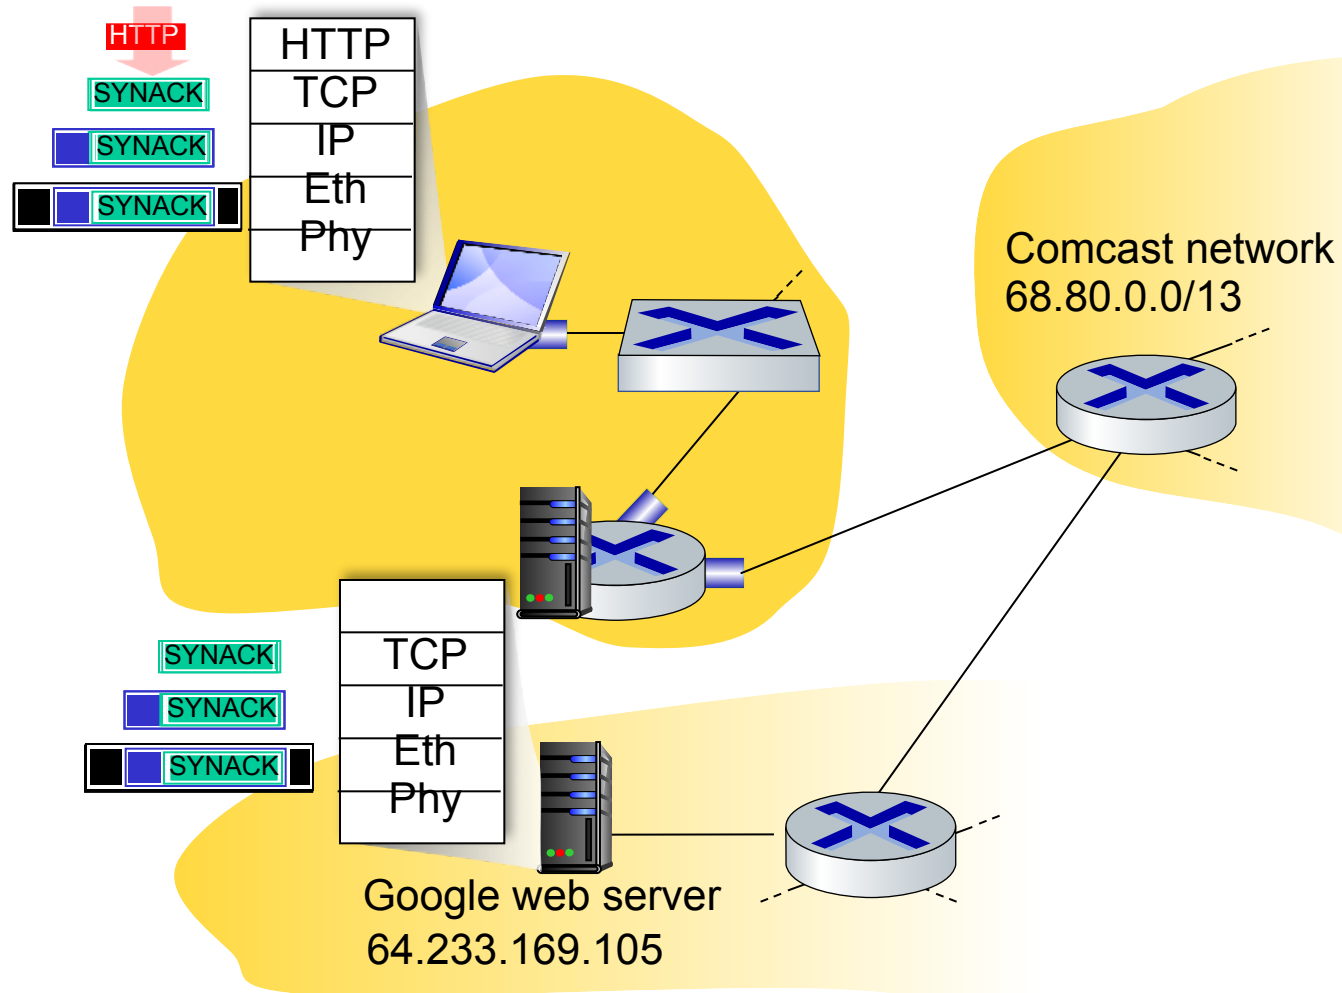 HTTP
SYNACK
SYNACK
SYNACK
HTTP
TCP
IP
Eth
Phy
Comcast network
68.80.0.0/13
SYNACK
SYNACK
SYNACK
TCP
IP
Eth
Phy
Google web server
64.233.169.105